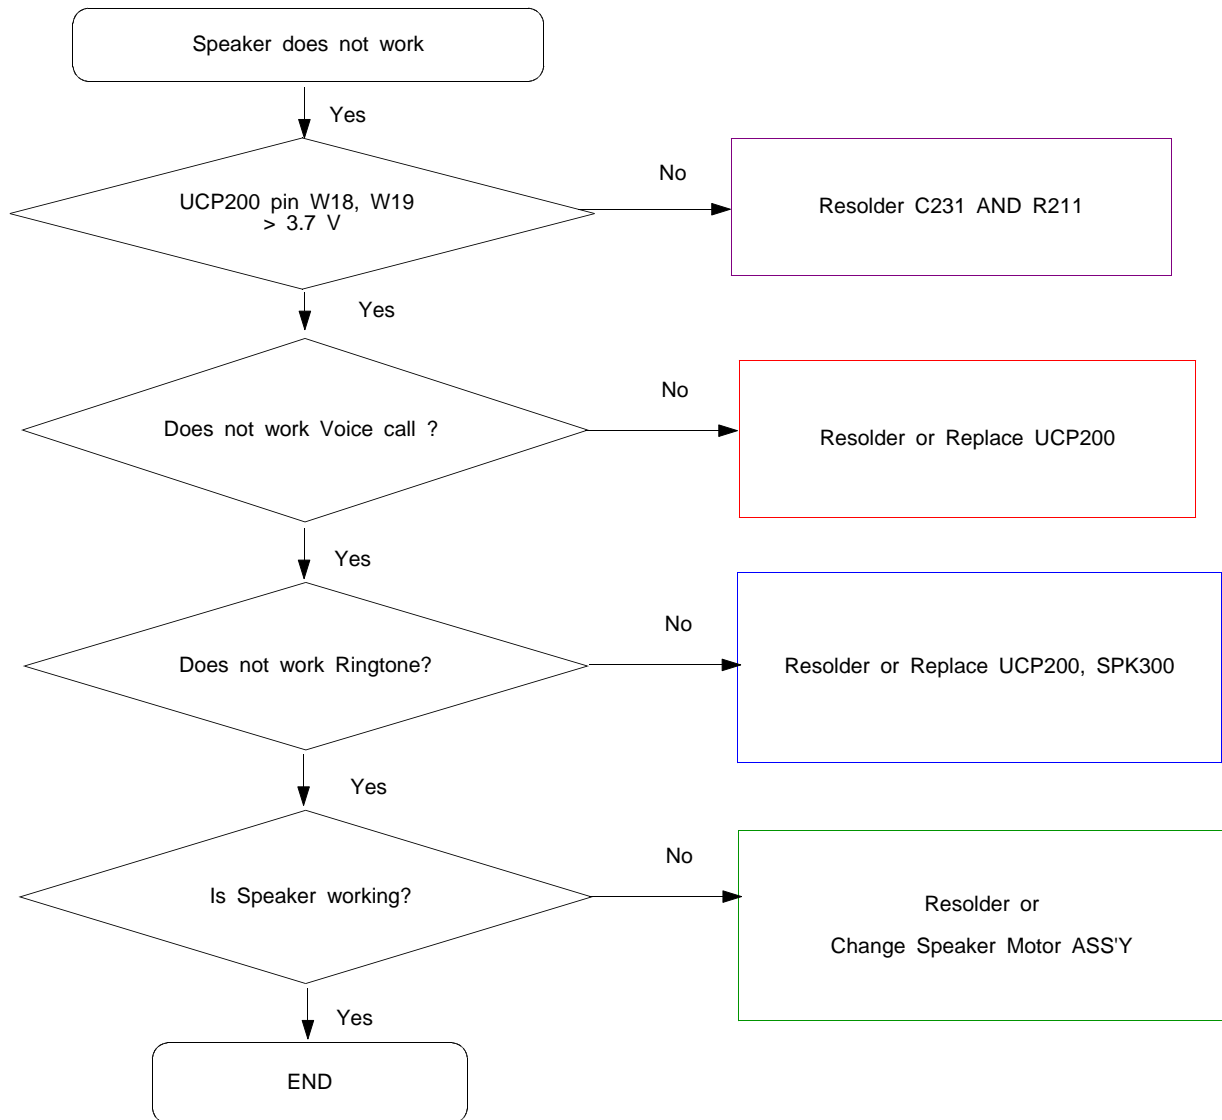 Speaker does not work
Yes
UCP200 pin W18, W19
> 3.7 V
No
Resolder C231 AND R211
Yes
Does not work Voice call ?
No
Resolder or Replace UCP200
Yes
Does not work Ringtone?
No
Resolder or Replace UCP200, SPK300
Yes
Is Speaker working?
No
Resolder or
Change Speaker Motor ASS'Y
Yes
END